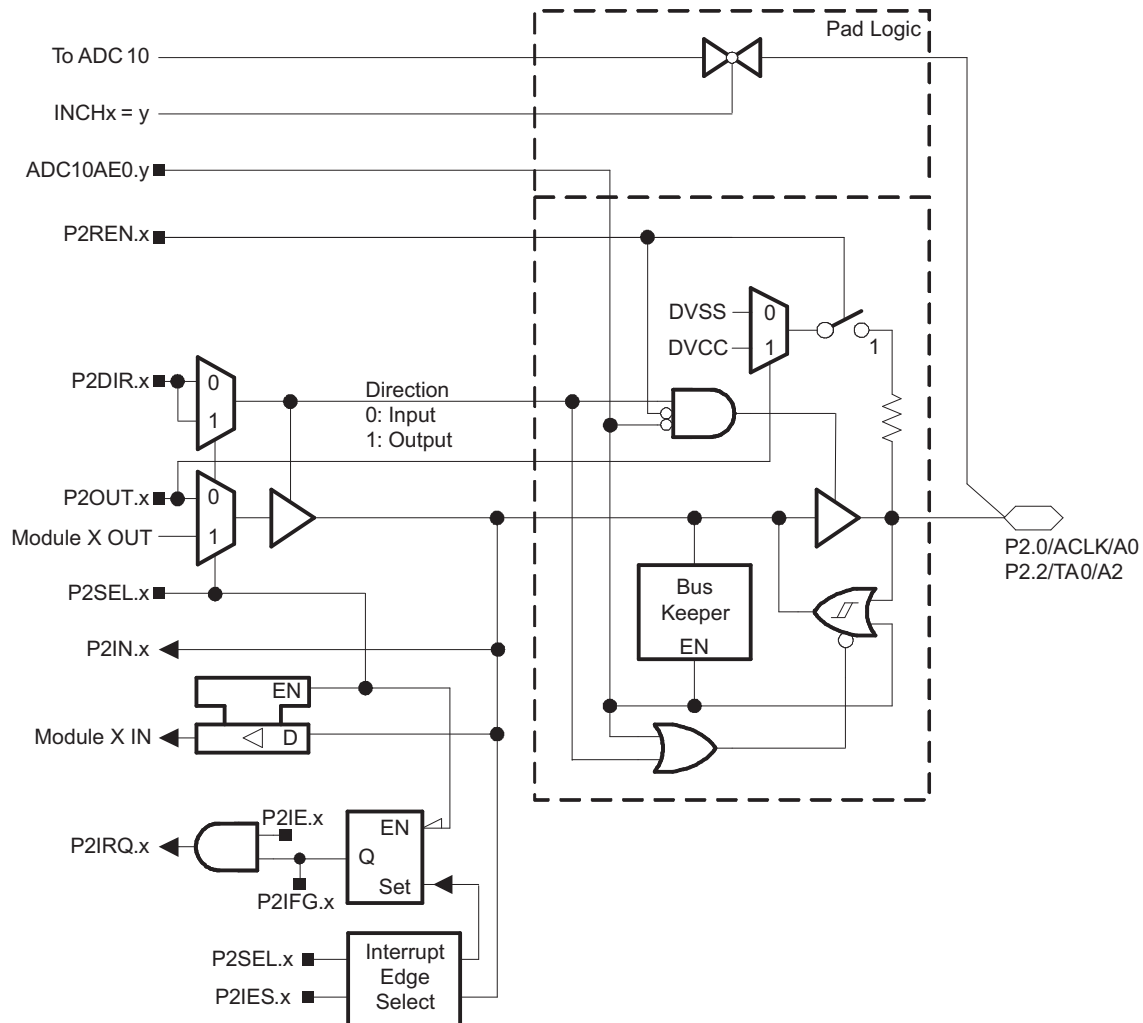 Pad Logic
To ADC 10
INCHx = y
ADC10AE0.y
P2REN.x
DVSS
0
DVCC
1
1
P2DIR.x
0
1
Direction
0: Input
1: Output
P2OUT.x
0
Module X OUT
1
P2SEL.x
P2.0/ACLK/A0
P2.2/TA0/A2
Bus
Keeper
EN
P2IN.x
EN
Module X IN
D
P2IE.x
EN
P2IRQ.x
Q
P2IFG.x
Set
P2SEL.x
P2IES.x
Interrupt
Edge
Select